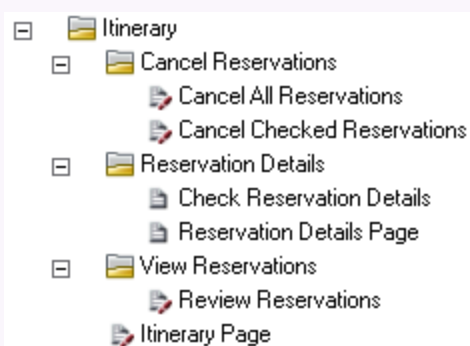 Itinerary
Cancel Reservations
Cancel All Reservations
Cancel Checked Reservations
Reservation Details
Check Reservation Details
Reservation Details Page
View Reservations
Review Reservations
Itinerary Page